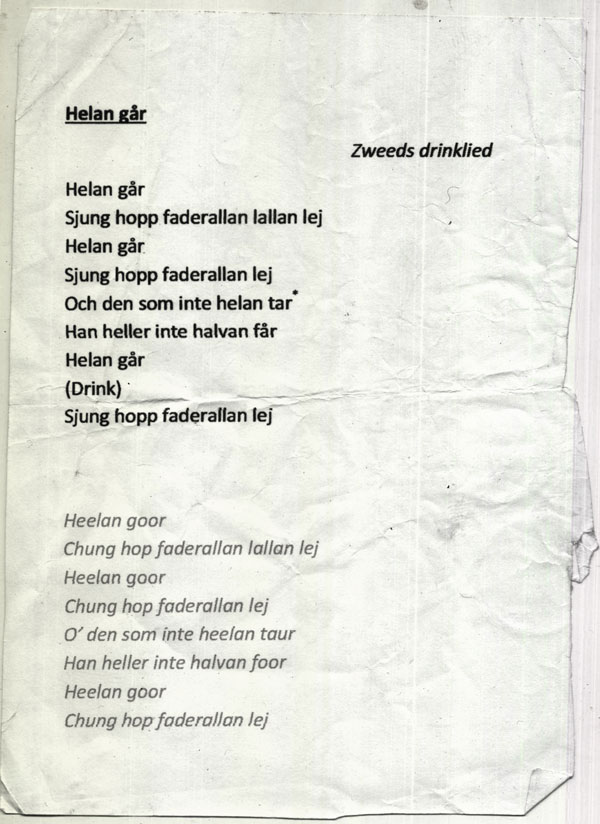 Helan går
Zweeds drinklied
Helan går
Sjung hopp faderallan lallan lej
Helan går
Sjung hopp faderallan lej
Och den som inte helan tar*
Han heller inte halvan får
Helan går
(Drink)
Sjung hopp faderallan lej
Heelan goor
Chung hop faderallan lallan lej
Heelan goor
Chung hop faderallan lej
O’ den som inte heelan taur
Han heller inte halvan foor
Heelan goor
Chung hop faderallan lej